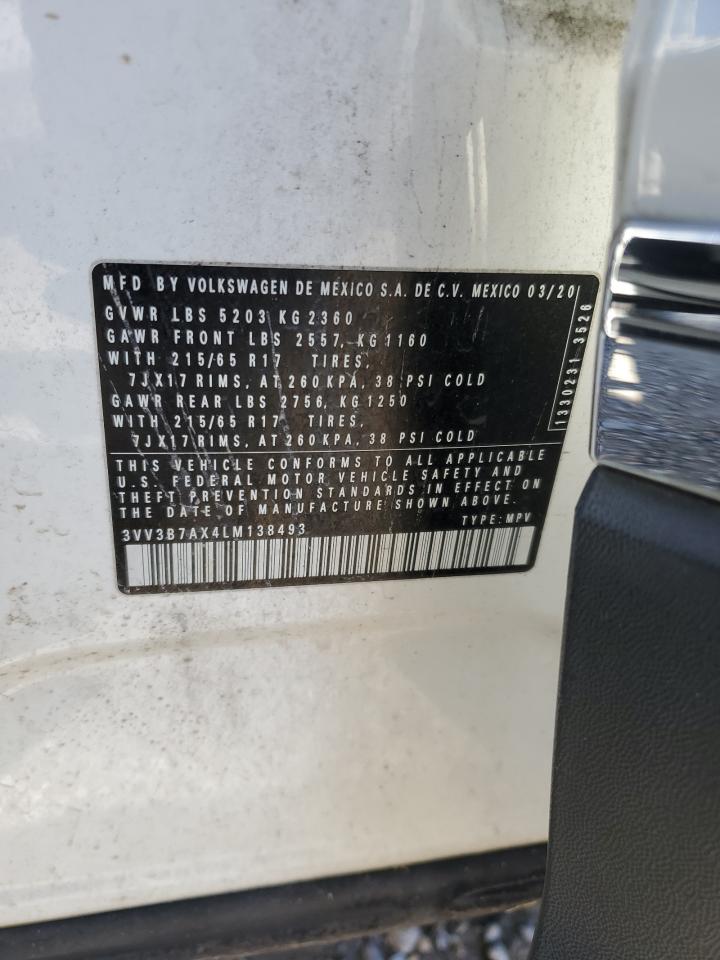 MFD BY VOLKSWAGEN DE MEXICO S.A. DE C.V. MEXICO 03/20
GVWR LBS 5203 KG 2360
GAWR FRONT LBS 2557, KG 1160
WITH 215/65 R17 TIRES,
7JX17 RIMS, AT 260 KPA, 38 PSI COLD
GAWR REAR LBS 2756, KG 1250
WITH 215/65 R17 TIRES,
7JX17 RIMS, AT 260 KPA, 38 PSI COLD
1330231 3526
THIS VEHICLE CONFORMS TO ALL APPLICABLE
U.S. FEDERAL MOTOR VEHICLE SAFETY AND
THEFT PREVENTION STANDARDS IN EFFECT ON
THE DATE OF MANUFACTURE SHOWN ABOVE.
3VV3B7AX4LM138493 TYPE: MPV